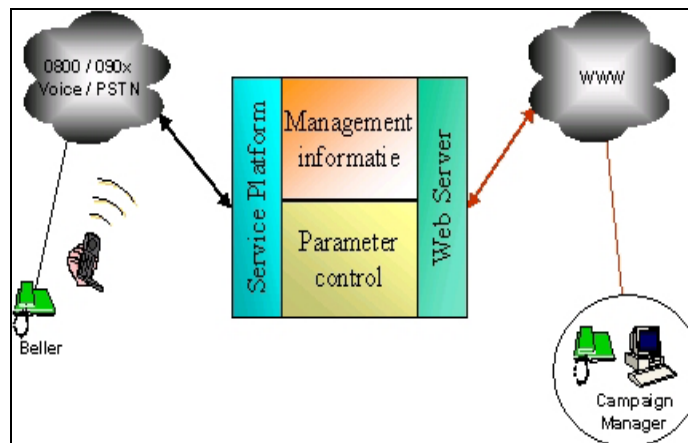 0800 / 090x
Voice / PSTN
WWW
Service Platform
Management
informatie
Parameter
control
Web Server
Beller
Campaign
Manager